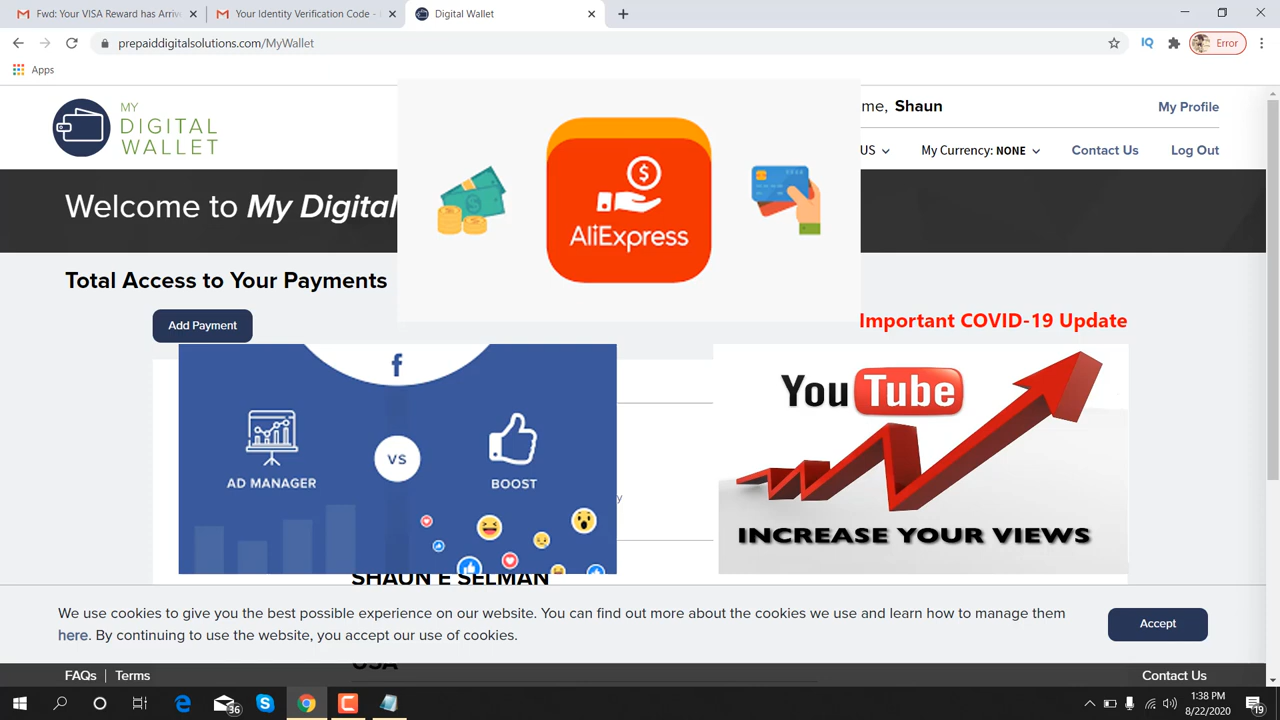 Fwd: Your VISA Reward has Arrive
Your Identity Verification Code -
Digital Wallet
prepaiddigitalsolutions.com/MyWallet
IQ
Error
Apps
MY
DIGITAL
WALLET
me, Shaun
My Profile
US
My Currency: NONE
Contact Us
Log Out
Welcome to My Digital
AliExpress
Total Access to Your Payments
Add Payment
Important COVID-19 Update
f
AD MANAGER
VS
BOOST
You Tube
INCREASE YOUR VIEWS
y
SHAUN E SELMAN
We use cookies to give you the best possible experience on our website. You can find out more about the cookies we use and learn how to manage them
here. By continuing to use the website, you accept our use of cookies.
Accept
USA
FAQs | Terms
Contact Us
36
1:38 PM
8/22/2020
19